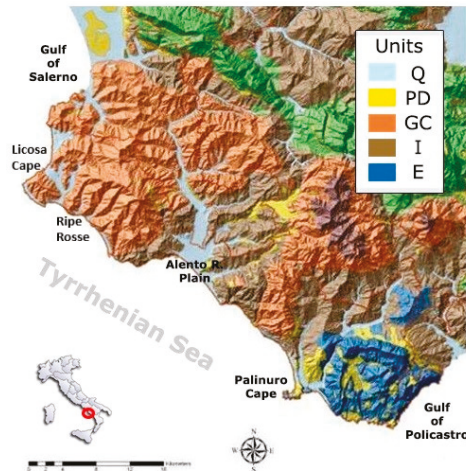 Gulf
of
Salerno
Units
Q
PD
GC
I
E
Licosa
Cape
Ripe
Rosse
Alento R.
Plain
Tyrrhenian Sea
Palinuro
Cape
Gulf
of
Policastro
N
W
E
S